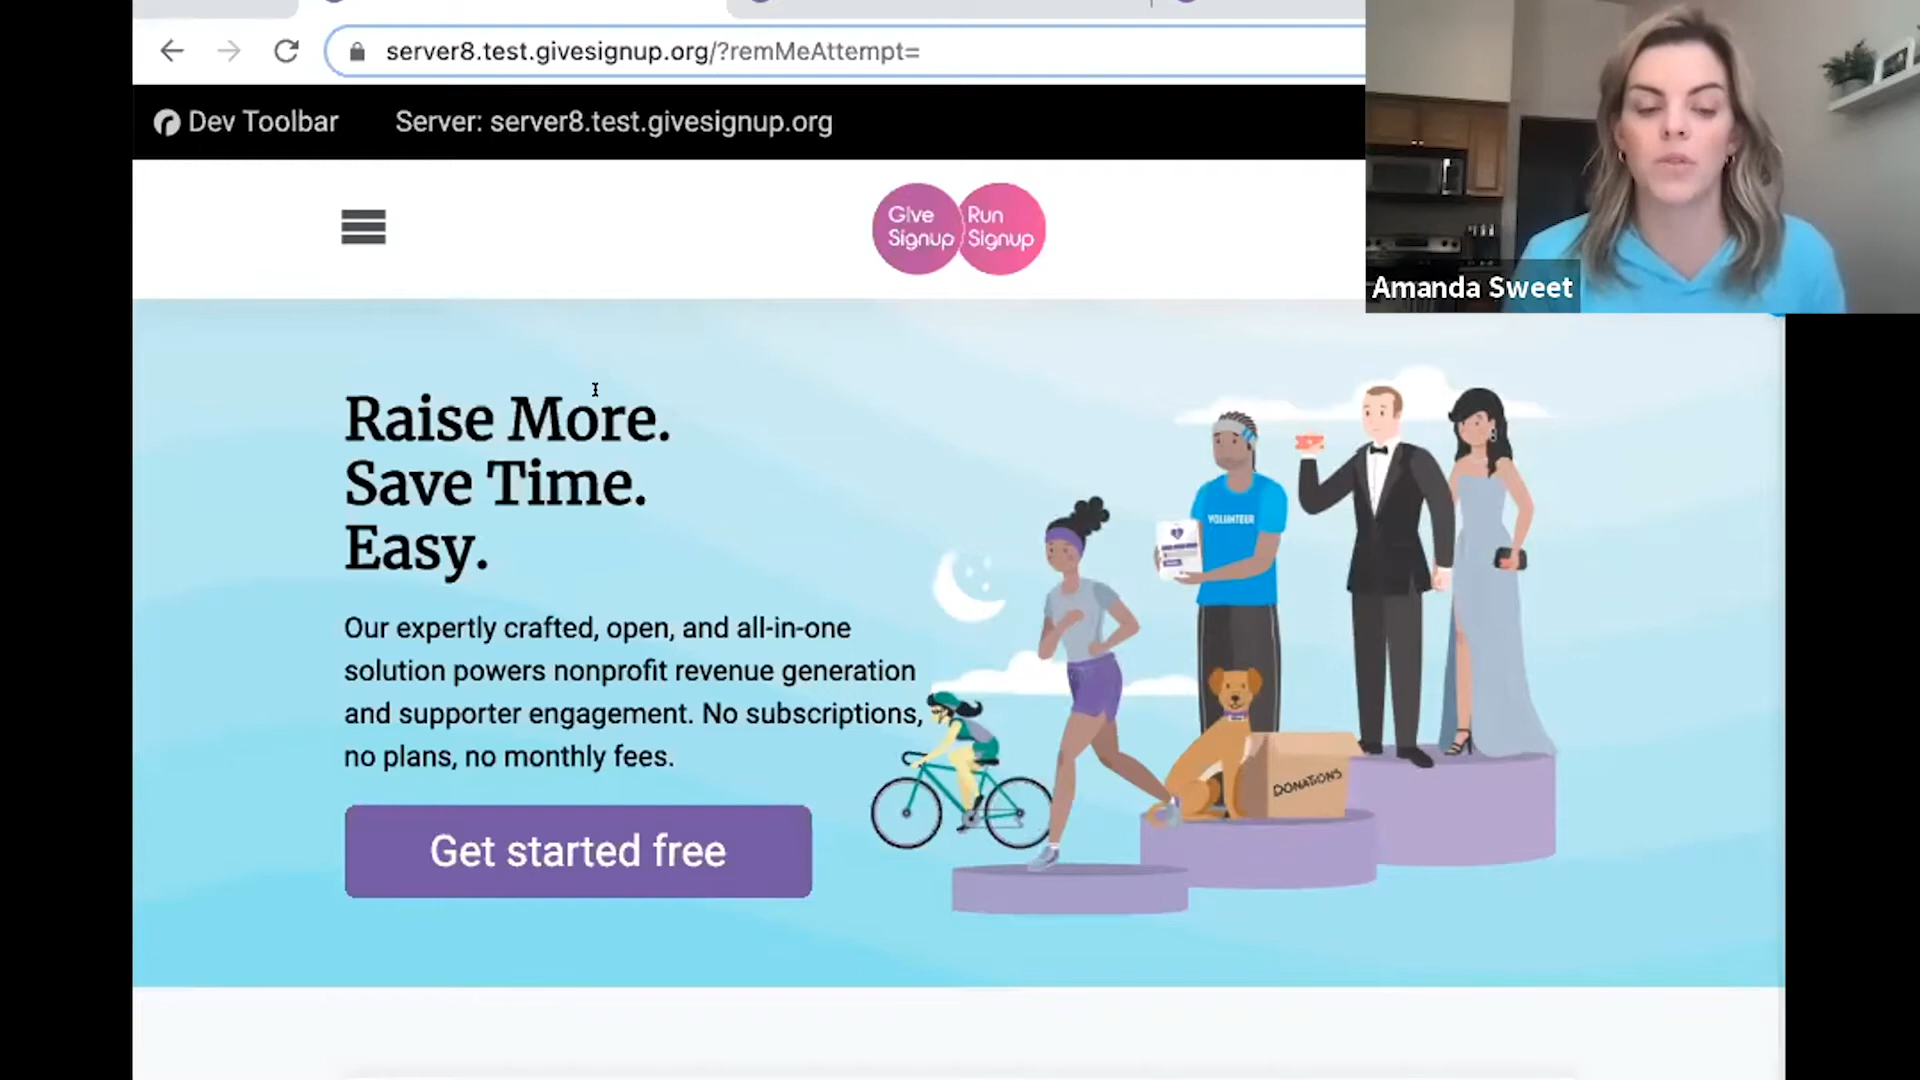 server8.test.givesignup.org/?remMeAttempt=
Dev Toolbar
Server: server8.test.givesignup.org
Give
Signup
Run
Signup
Amanda Sweet
Raise More.
Save Time.
Easy.
Our expertly crafted, open, and all-in-one
solution powers nonprofit revenue generation
and supporter engagement. No subscriptions,
no plans, no monthly fees.
Get started free
VOLUNTEER
DONATIONS